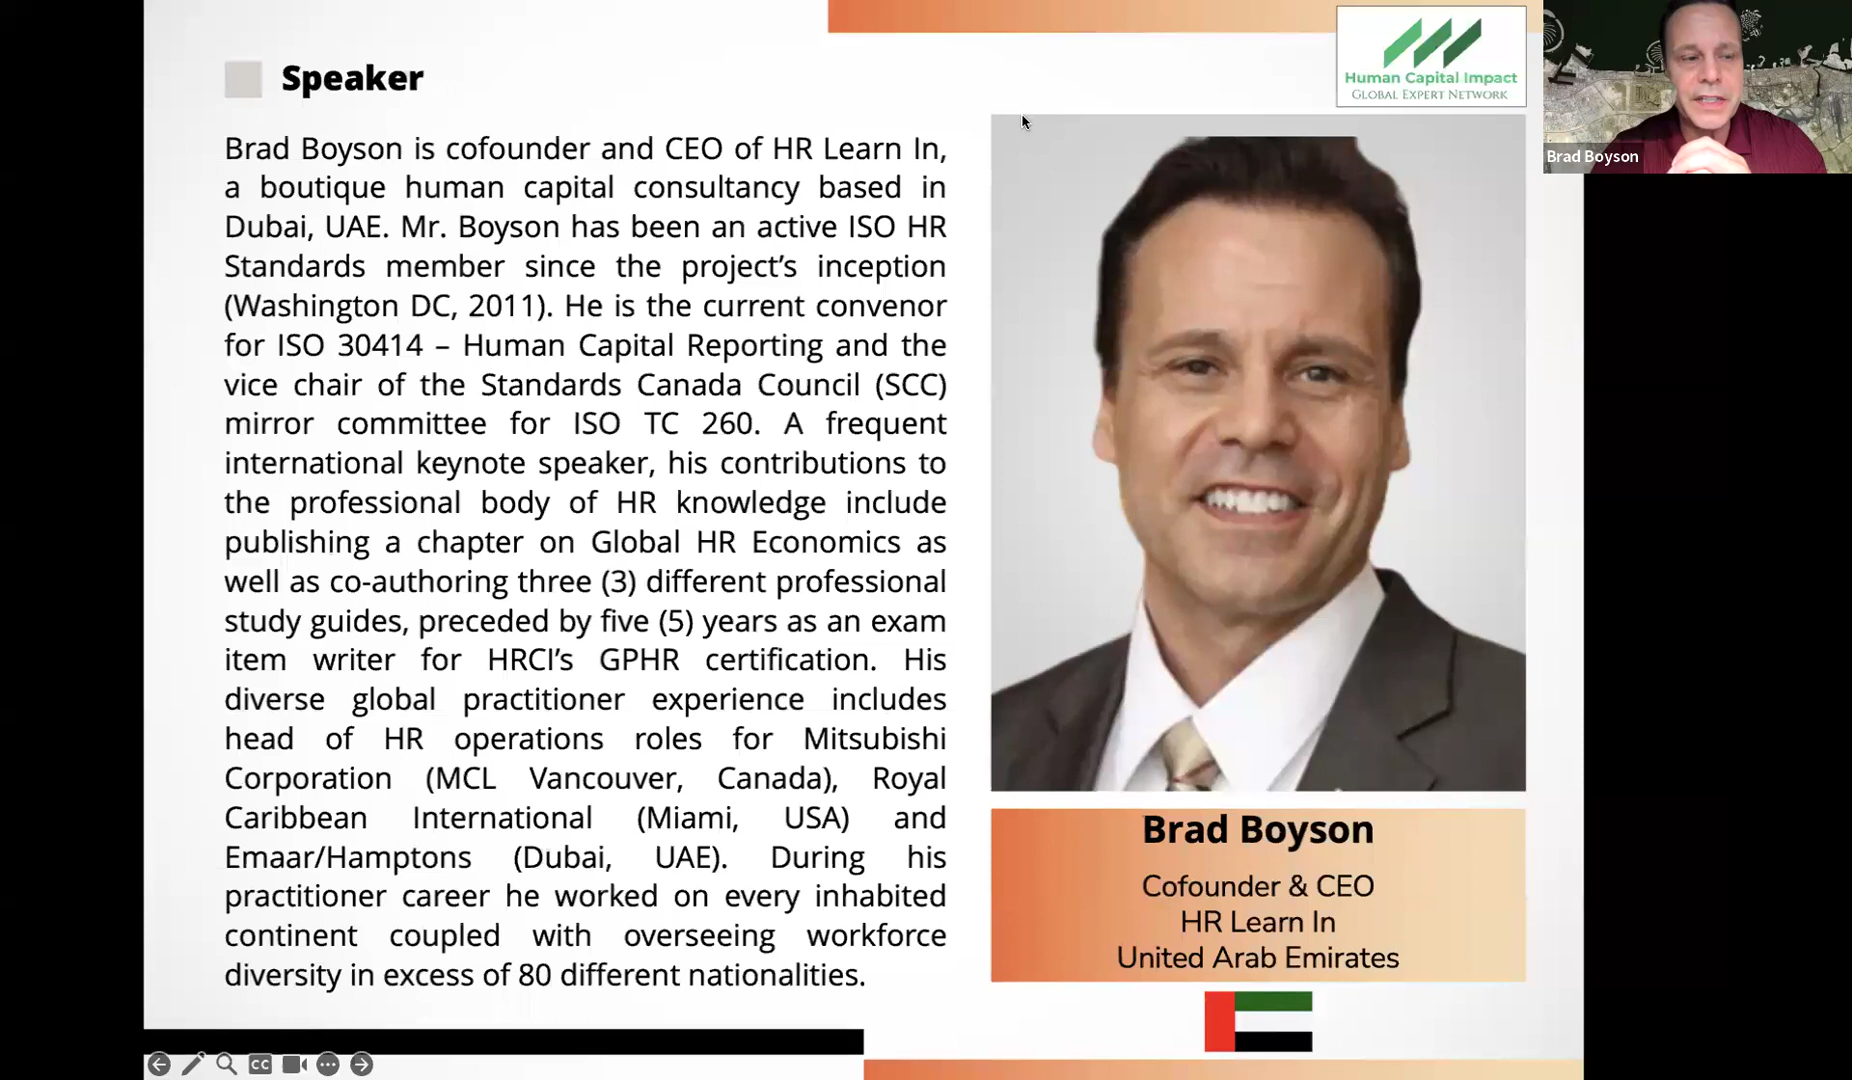 Speaker
Brad Boyson is cofounder and CEO of HR Learn In,
a boutique human capital consultancy based in
Dubai, UAE. Mr. Boyson has been an active ISO HR
Standards member since the project’s inception
(Washington DC, 2011). He is the current convenor
for ISO 30414 – Human Capital Reporting and the
vice chair of the Standards Canada Council (SCC)
mirror committee for ISO TC 260. A frequent
international keynote speaker, his contributions to
the professional body of HR knowledge include
publishing a chapter on Global HR Economics as
well as co-authoring three (3) different professional
study guides, preceded by five (5) years as an exam
item writer for HRCI’s GPHR certification. His
diverse global practitioner experience includes
head of HR operations roles for Mitsubishi
Corporation (MCL Vancouver, Canada), Royal
Caribbean International (Miami, USA) and
Emaar/Hamptons (Dubai, UAE). During his
practitioner career he worked on every inhabited
continent coupled with overseeing workforce
diversity in excess of 80 different nationalities.
Human Capital Impact
GLOBAL EXPERT NETWORK
Brad Boyson
Brad Boyson
Cofounder & CEO
HR Learn In
United Arab Emirates
CC